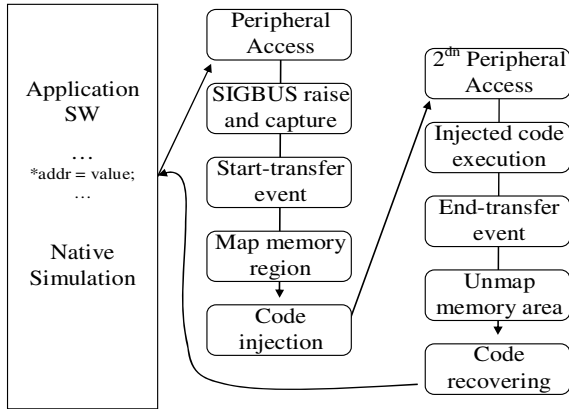 Application
SW
…
*addr = value;
…
Native
Simulation
Peripheral
Access
SIGBUS raise
and capture
Start-transfer
event
Map memory
region
Code
injection
2dn Peripheral
Access
Injected code
execution
End-transfer
event
Unmap
memory area
Code
recovering